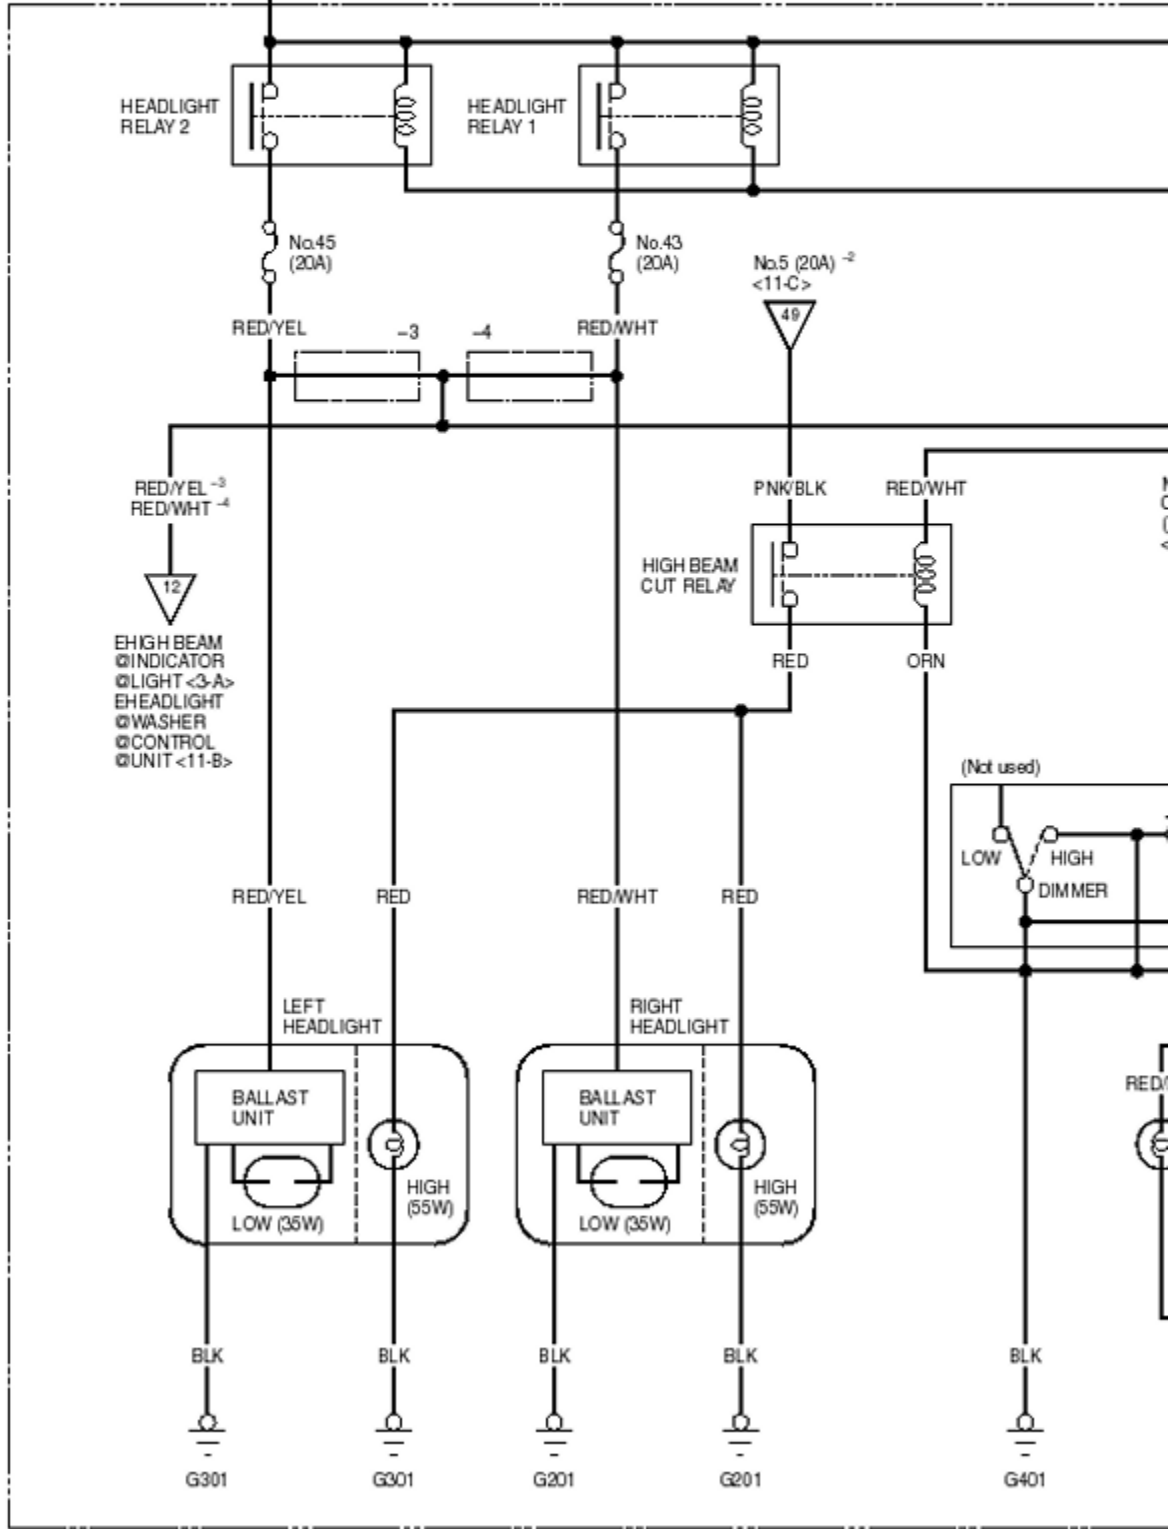 HEADLIGHT
RELAY 2
HEADLIGHT
RELAY 1
No.45
(20A)
No.43
(20A)
No.5 (20A) –2
<11-C>
49
RED/YEL
–3
–4
RED/WHT
RED/YEL –3
RED/WHT –4
PNK/BLK
RED/WHT
12
HIGH BEAM
CUT RELAY
EHIGH BEAM
@INDICATOR
@LIGHT <3-A>
EHEADLIGHT
@WASHER
@CONTROL
@UNIT <11-B>
RED
ORN
(Not used)
LOW
HIGH
DIMMER
RED/YEL
RED
RED/WHT
RED
LEFT
HEADLIGHT
RIGHT
HEADLIGHT
BALLAST
UNIT
BALLAST
UNIT
RED/
HIGH
(55W)
HIGH
(55W)
LOW (35W)
LOW (35W)
BLK
BLK
BLK
BLK
BLK
G301
G301
G201
G201
G401